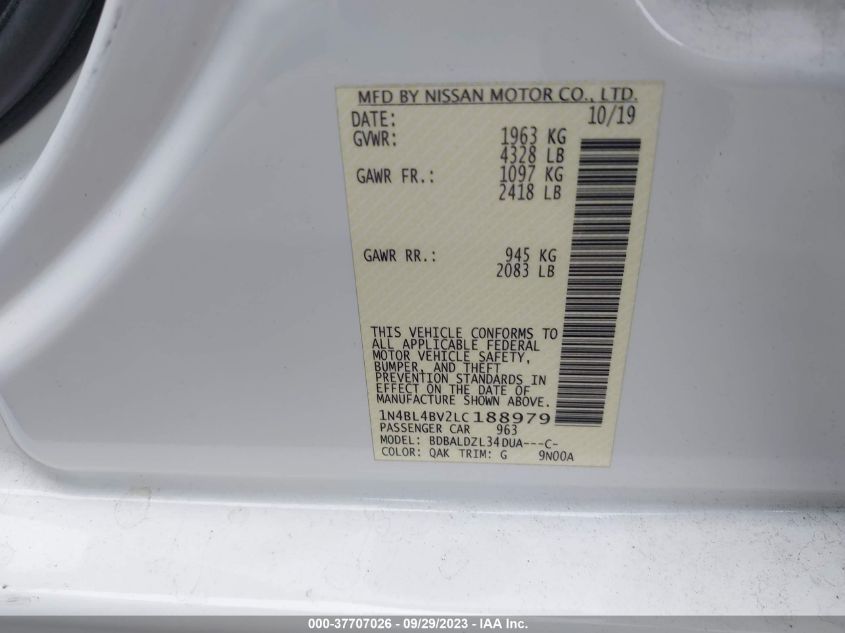 MFD BY NISSAN MOTOR CO., LTD.
DATE: 10/19
GVWR: 1963 KG
4328 LB
GAWR FR.: 1097 KG
2418 LB
GAWR RR.: 945 KG
2083 LB
THIS VEHICLE CONFORMS TO
ALL APPLICABLE FEDERAL
MOTOR VEHICLE SAFETY,
BUMPER, AND THEFT
PREVENTION STANDARDS IN
EFFECT ON THE DATE OF
MANUFACTURE SHOWN ABOVE.
1N4BL4BV2LC188979
PASSENGER CAR 963
MODEL: BDBALDZL34DUA---C-
COLOR: QAK TRIM: G 9N00A
000-37707026 - 09/29/2023 - IAA Inc.